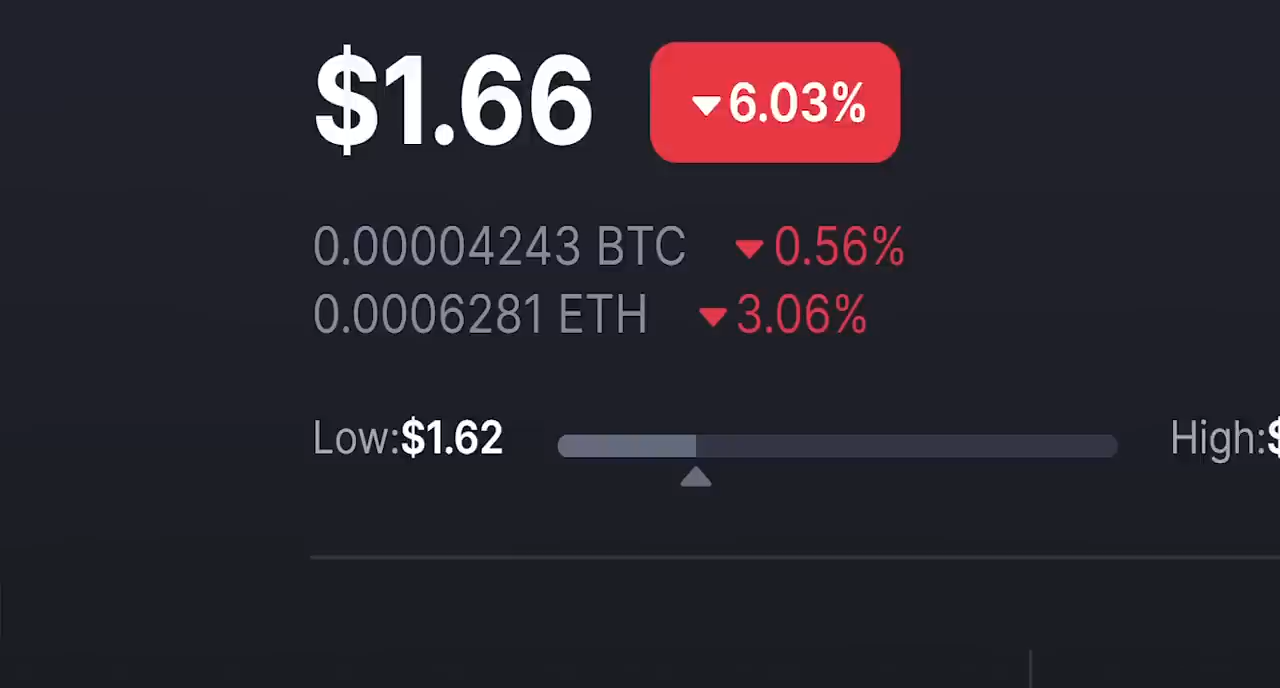 $1.66 ▼6.03%
0.00004243 BTC ▼0.56%
0.0006281 ETH ▼3.06%
Low:$1.62 High:$